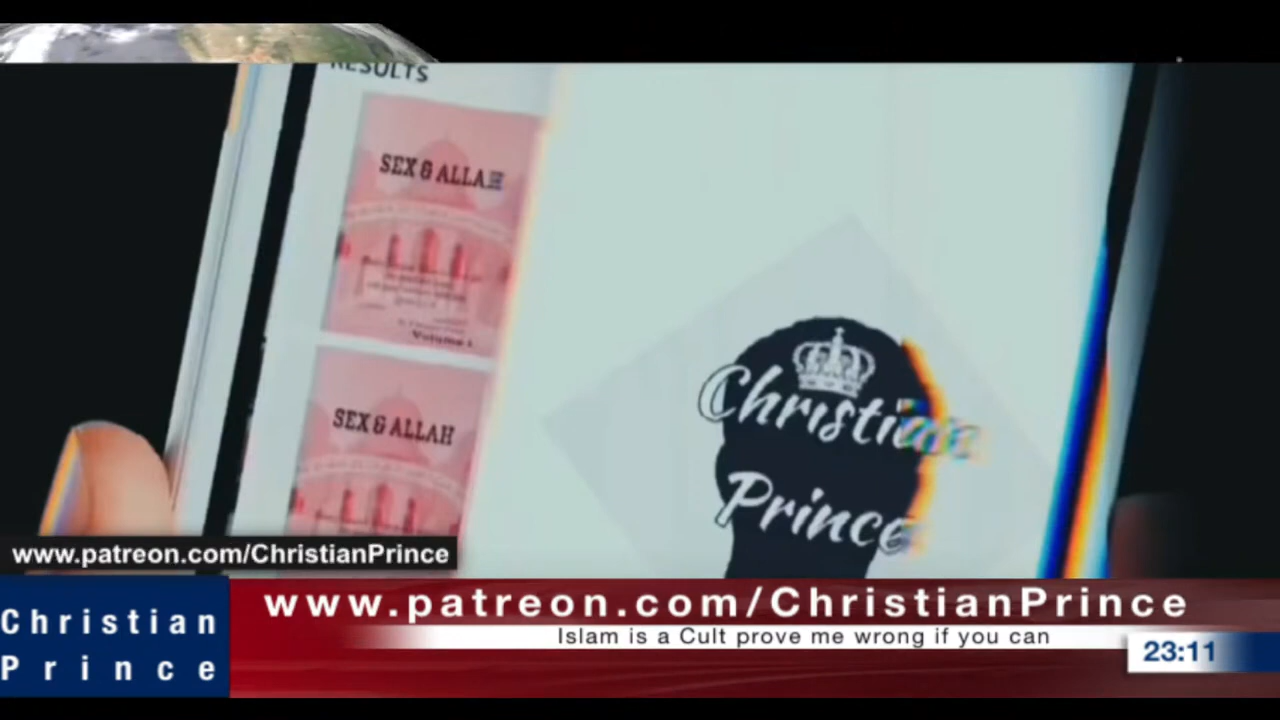 RESULTS
SEX & ALLAH
Volume 1
SEX & ALLAH
Christian
Prince
www.patreon.com/ChristianPrince
www.patreon.com/ChristianPrince
Christian
Prince
Islam is a Cult prove me wrong if you can
23:11